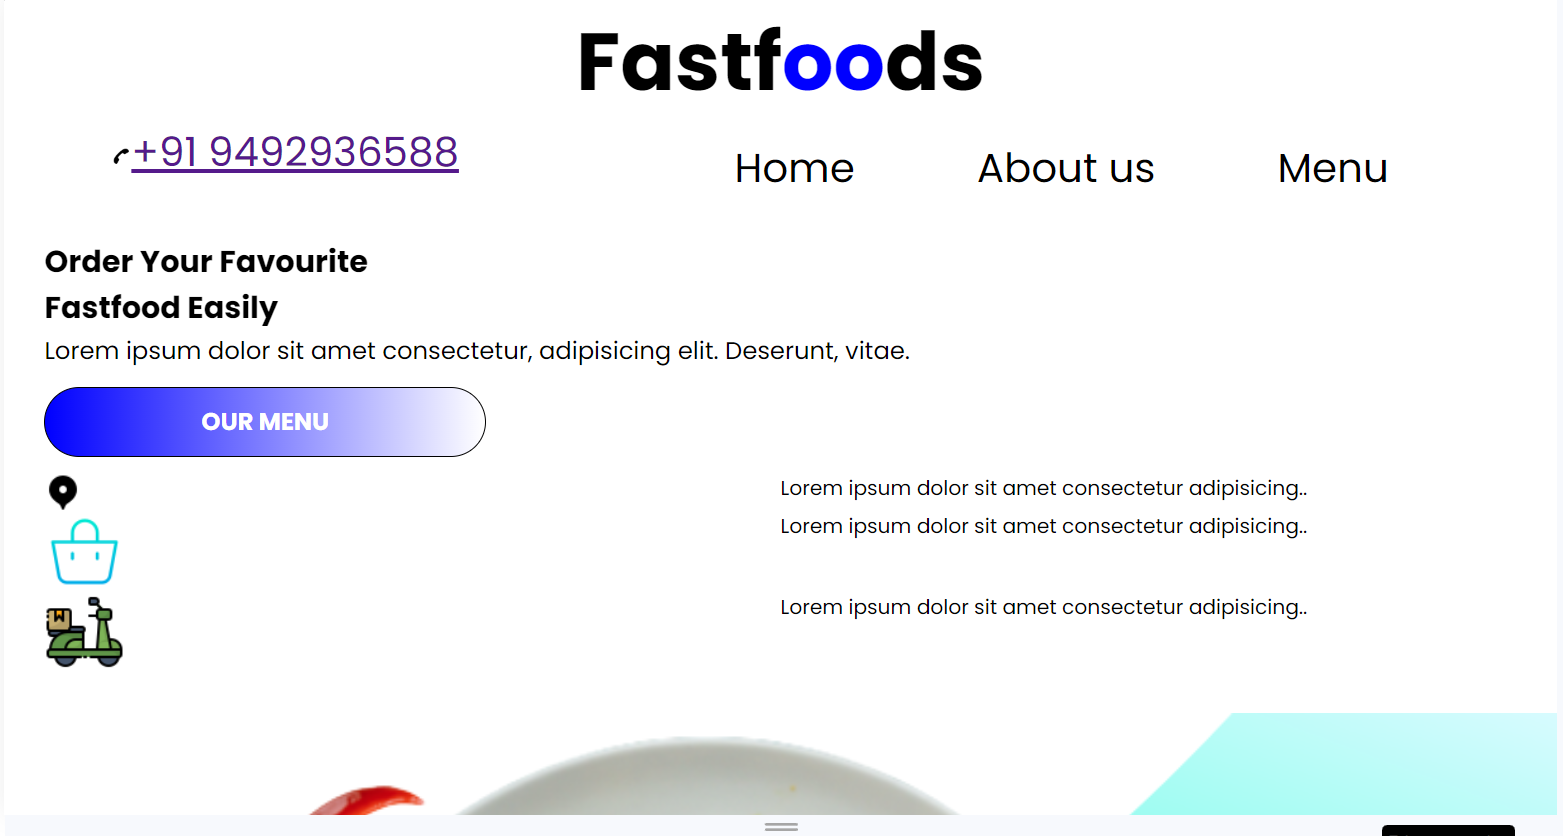 Fastfoods
+91 9492936588
Home About us Menu
Order Your Favourite
Fastfood Easily
Lorem ipsum dolor sit amet consectetur, adipisicing elit. Deserunt, vitae.
OUR MENU
Lorem ipsum dolor sit amet consectetur adipisicing..
Lorem ipsum dolor sit amet consectetur adipisicing..
Lorem ipsum dolor sit amet consectetur adipisicing..